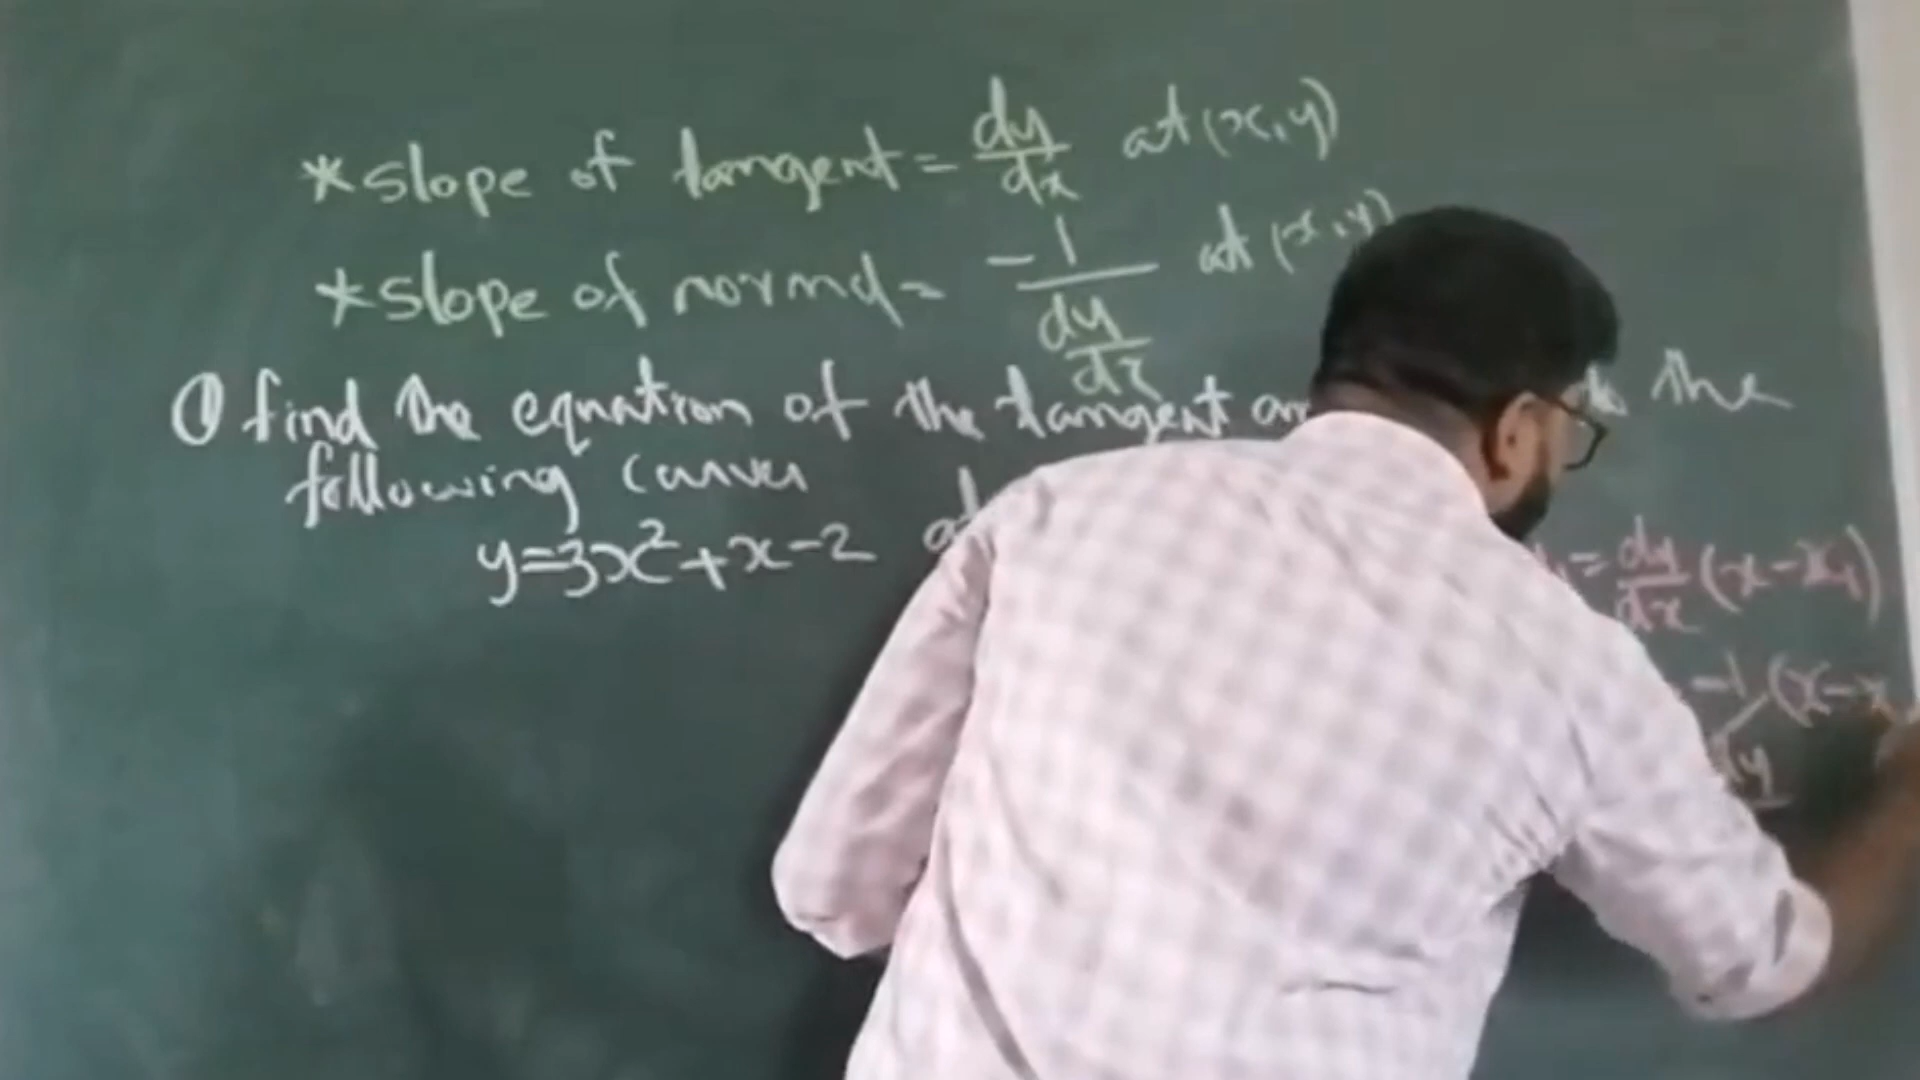 *slope of tangent = dy/dx at (x, y)
*slope of normal = -1/(dy/dx) at (x, y)
① find the equation of the tangent the
following curves
y=3x²+x-2
= dy/dx (x-x₁)
-1/dy (x-x